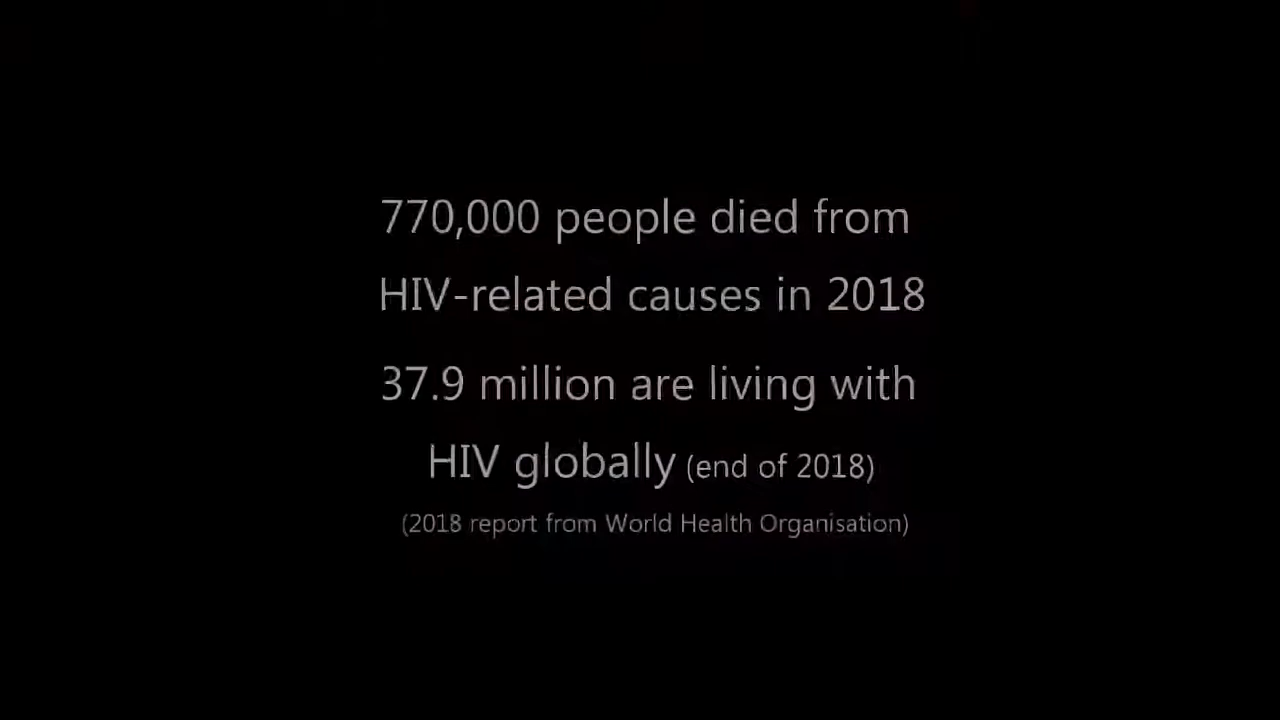 770,000 people died from
HIV-related causes in 2018
37.9 million are living with
HIV globally (end of 2018)
(2018 report from World Health Organisation)